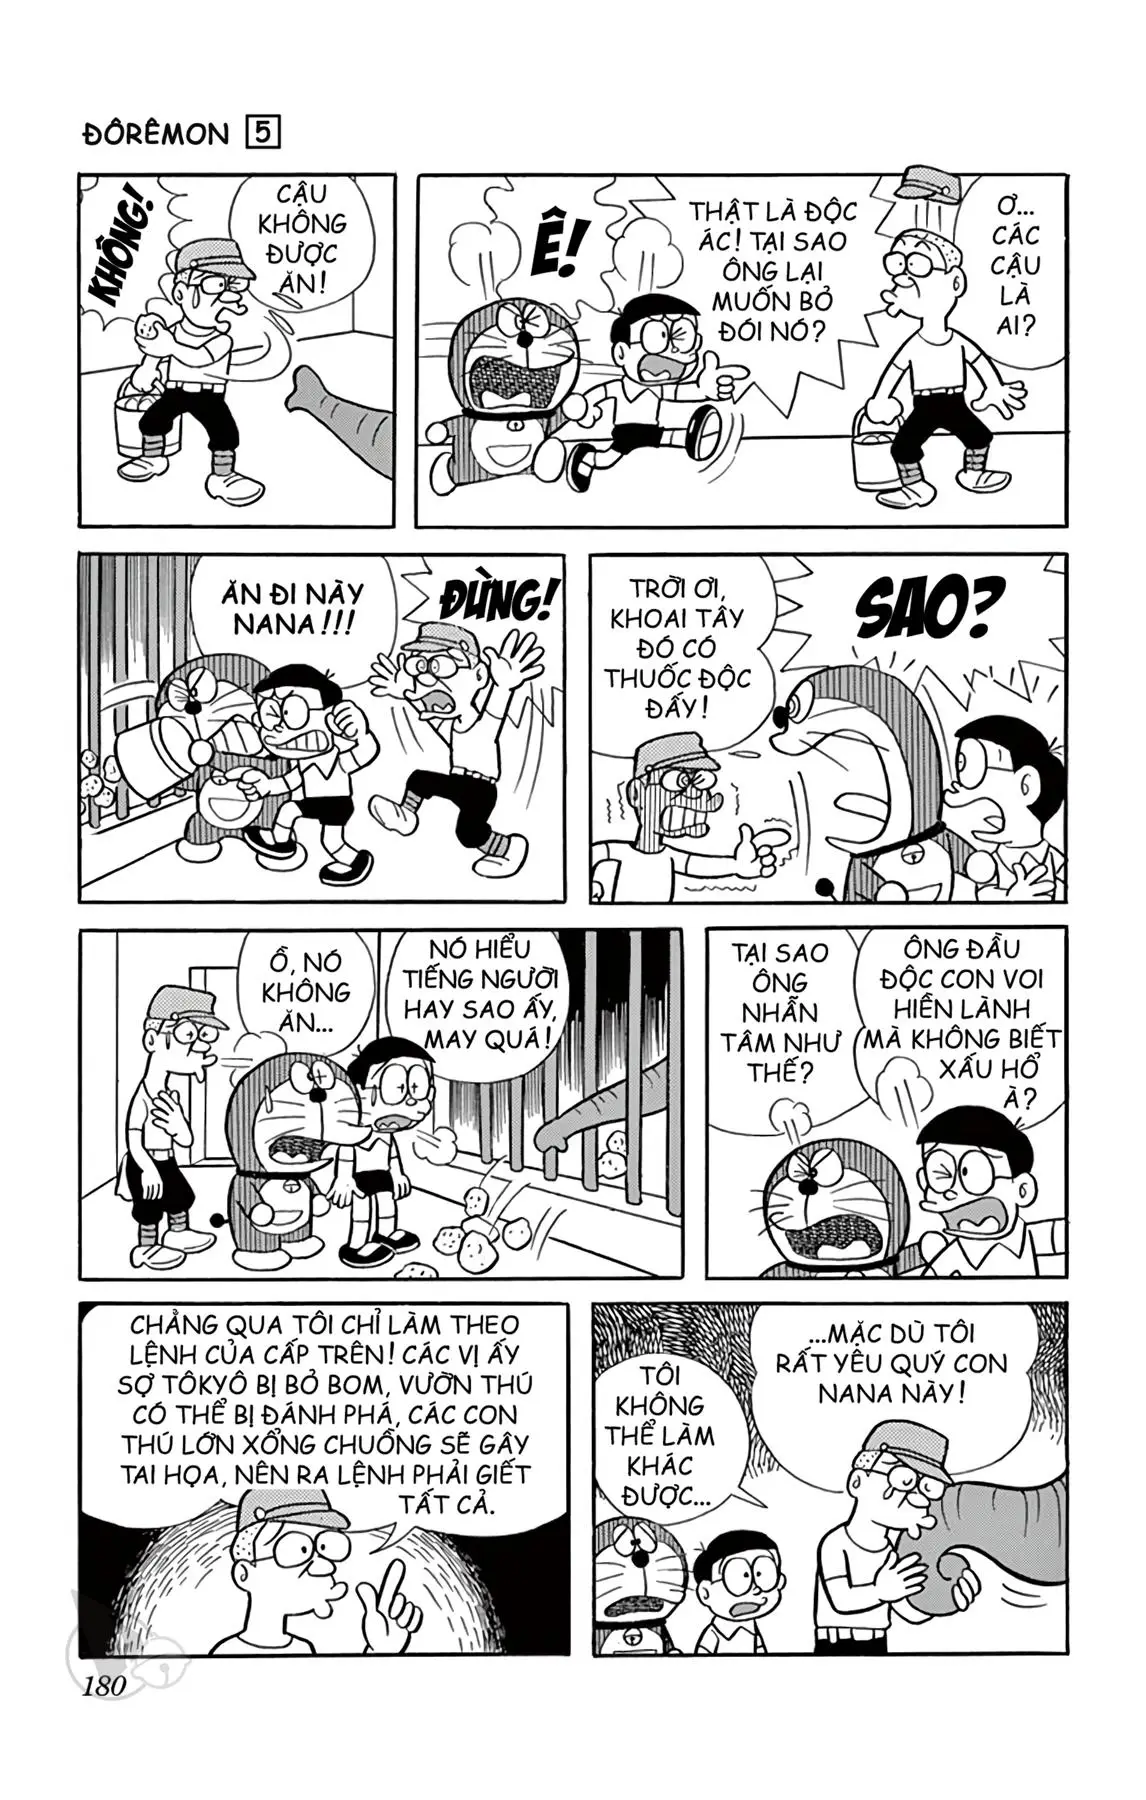 ĐÔRÊMON 5
KHÔNG!
CẬU
KHÔNG
ĐƯỢC
ĂN!
Ê!
THẬT LÀ ĐỘC
ÁC! TẠI SAO
ÔNG LẠI
MUỐN BỎ
ĐÓI NÓ?
Ơ...
CÁC
CẬU
LÀ
AI?
ĂN ĐI NÀY
NANA!!!
ĐỪNG!
TRỜI ƠI,
KHOAI TÂY
ĐÓ CÓ
THUỐC ĐỘC
ĐẤY!
SAO?
Ồ, NÓ
KHÔNG
ĂN...
NÓ HIỂU
TIẾNG NGƯỜI
HAY SAO ẤY,
MAY QUÁ!
TẠI SAO
ÔNG
NHẪN
TÂM NHƯ
THẾ?
ÔNG ĐẦU
ĐỘC CON VOI
HIỀN LÀNH
MÀ KHÔNG BIẾT
XẤU HỔ
À?
CHẲNG QUA TÔI CHỈ LÀM THEO
LỆNH CỦA CẤP TRÊN! CÁC VỊ ẤY
SỢ TÔKYÔ BỊ BỎ BOM, VƯỜN THÚ
CÓ THỂ BỊ ĐÁNH PHÁ, CÁC CON
THÚ LỚN XỔNG CHUỒNG SẼ GÂY
TAI HỌA, NÊN RA LỆNH PHẢI GIẾT
TẤT CẢ.
TÔI
KHÔNG
THỂ LÀM
KHÁC
ĐƯỢC...
...MẶC DÙ TÔI
RẤT YÊU QUÝ CON
NANA NÀY!
180